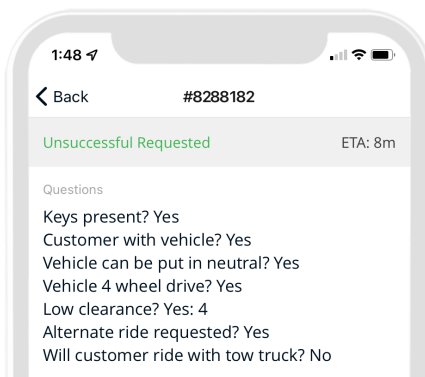 1:48
Back
#8288182
Unsuccessful Requested
ETA: 8m
Questions
Keys present? Yes
Customer with vehicle? Yes
Vehicle can be put in neutral? Yes
Vehicle 4 wheel drive? Yes
Low clearance? Yes: 4
Alternate ride requested? Yes
Will customer ride with tow truck? No